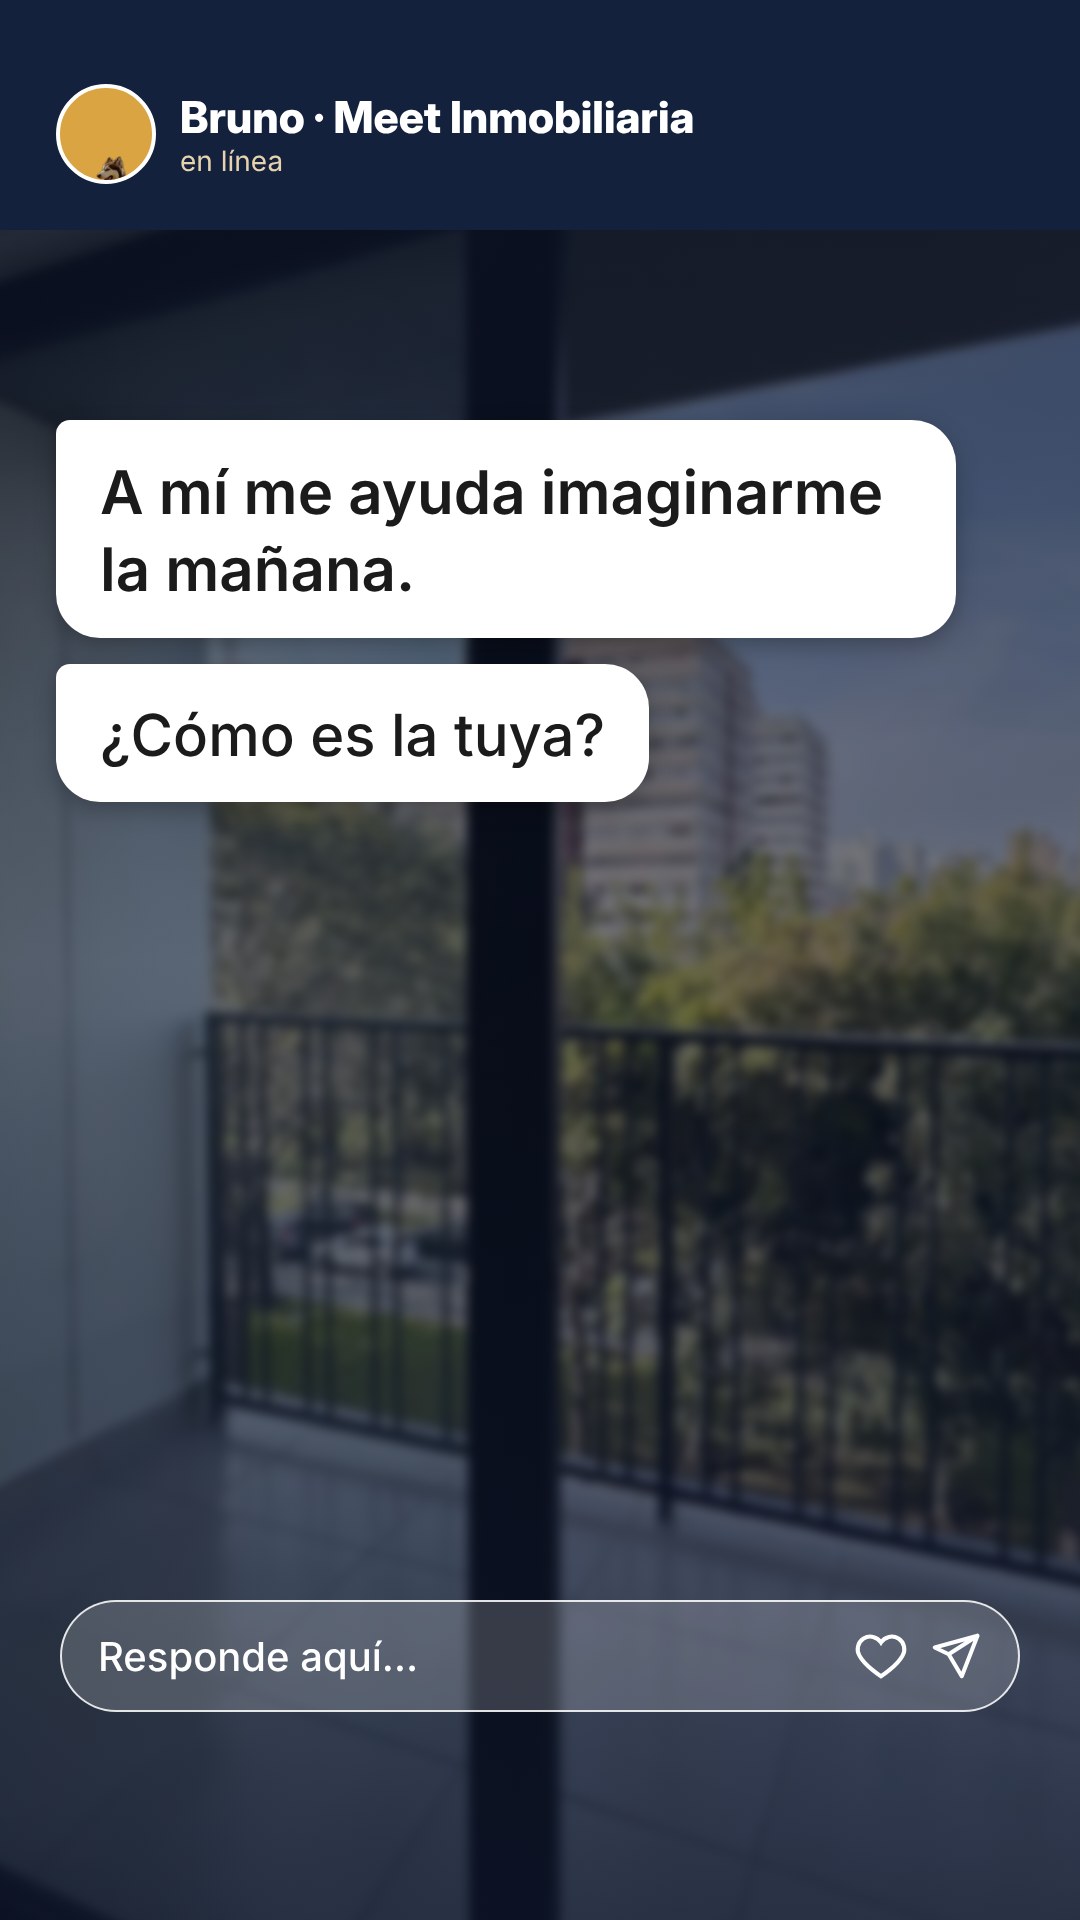 Bruno · Meet Inmobiliaria
en línea
A mí me ayuda imaginarme
la mañana.
¿Cómo es la tuya?
Responde aquí...